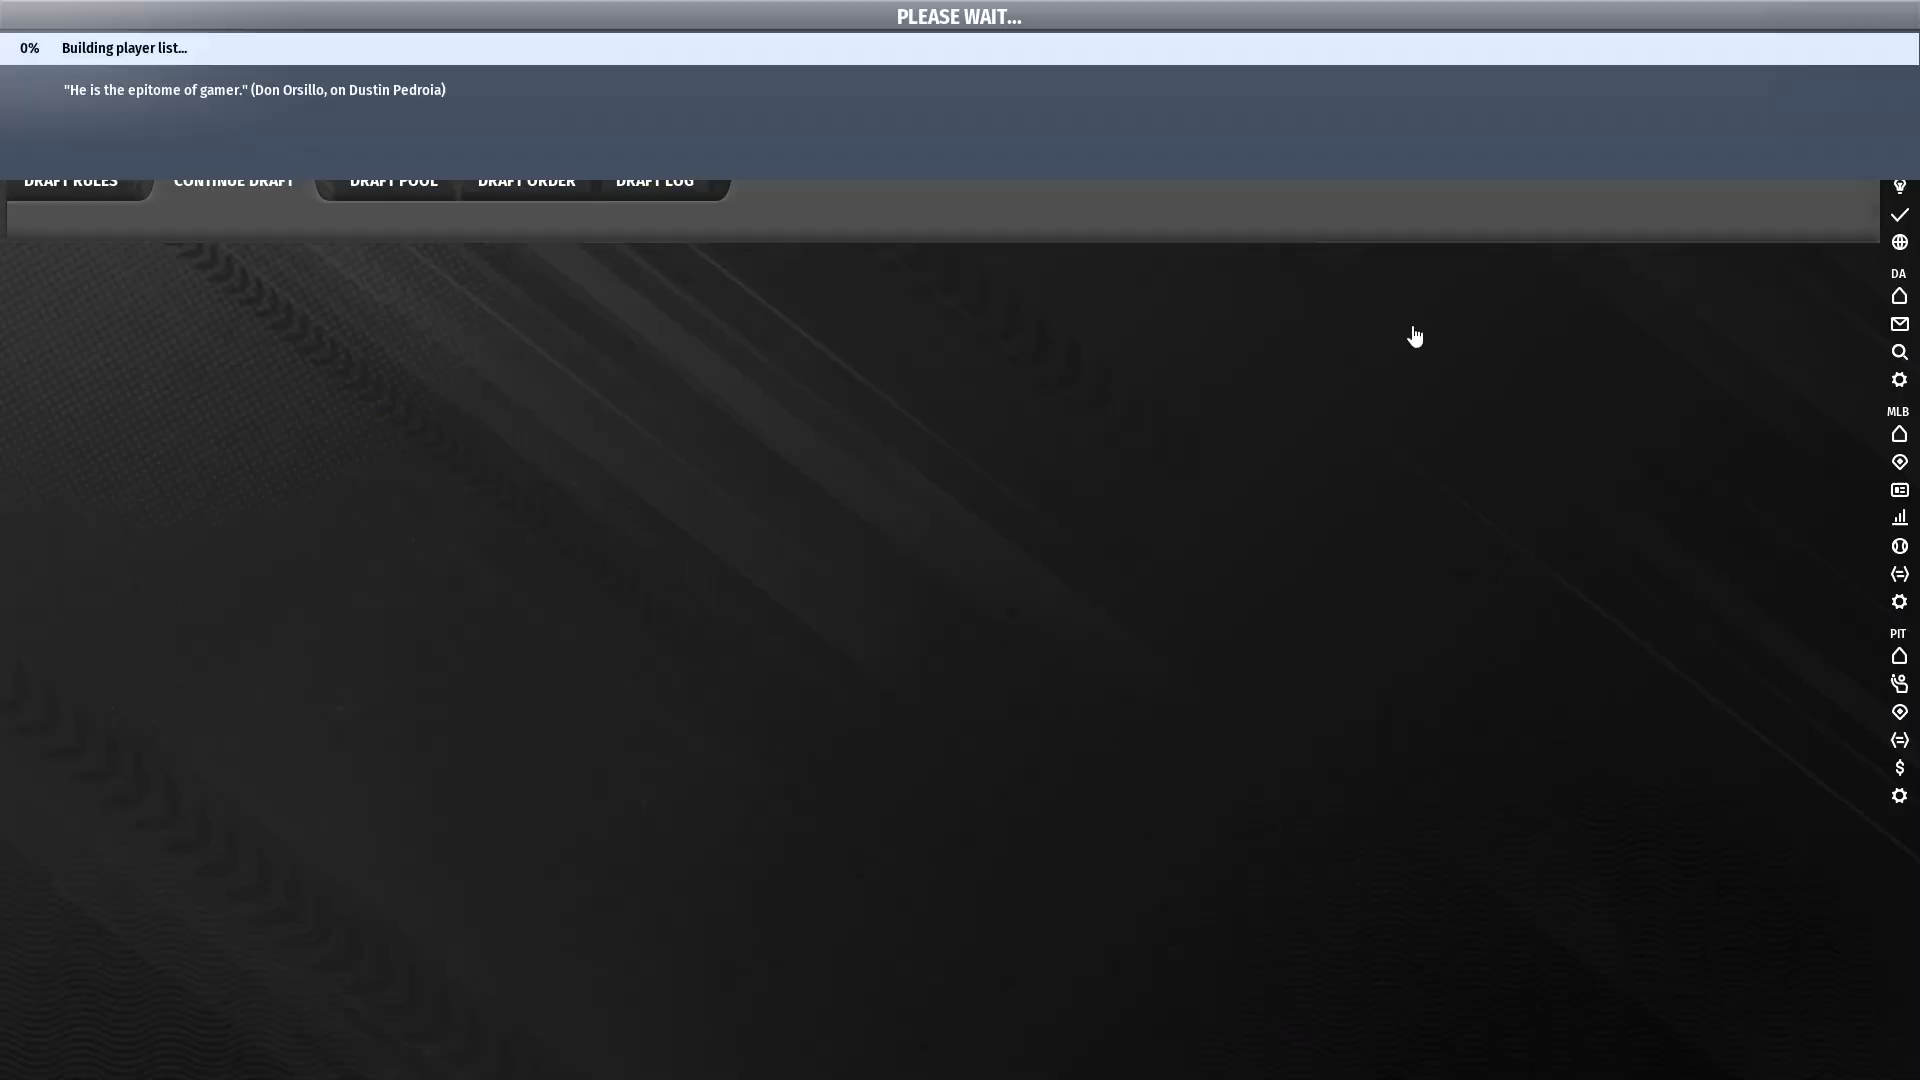 PLEASE WAIT...
0% Building player list...
"He is the epitome of gamer." (Don Orsillo, on Dustin Pedroia)
DRAFT RULES CONTINUE DRAFT DRAFT POOL DRAFT ORDER DRAFT LOG
DA
MLB
PIT